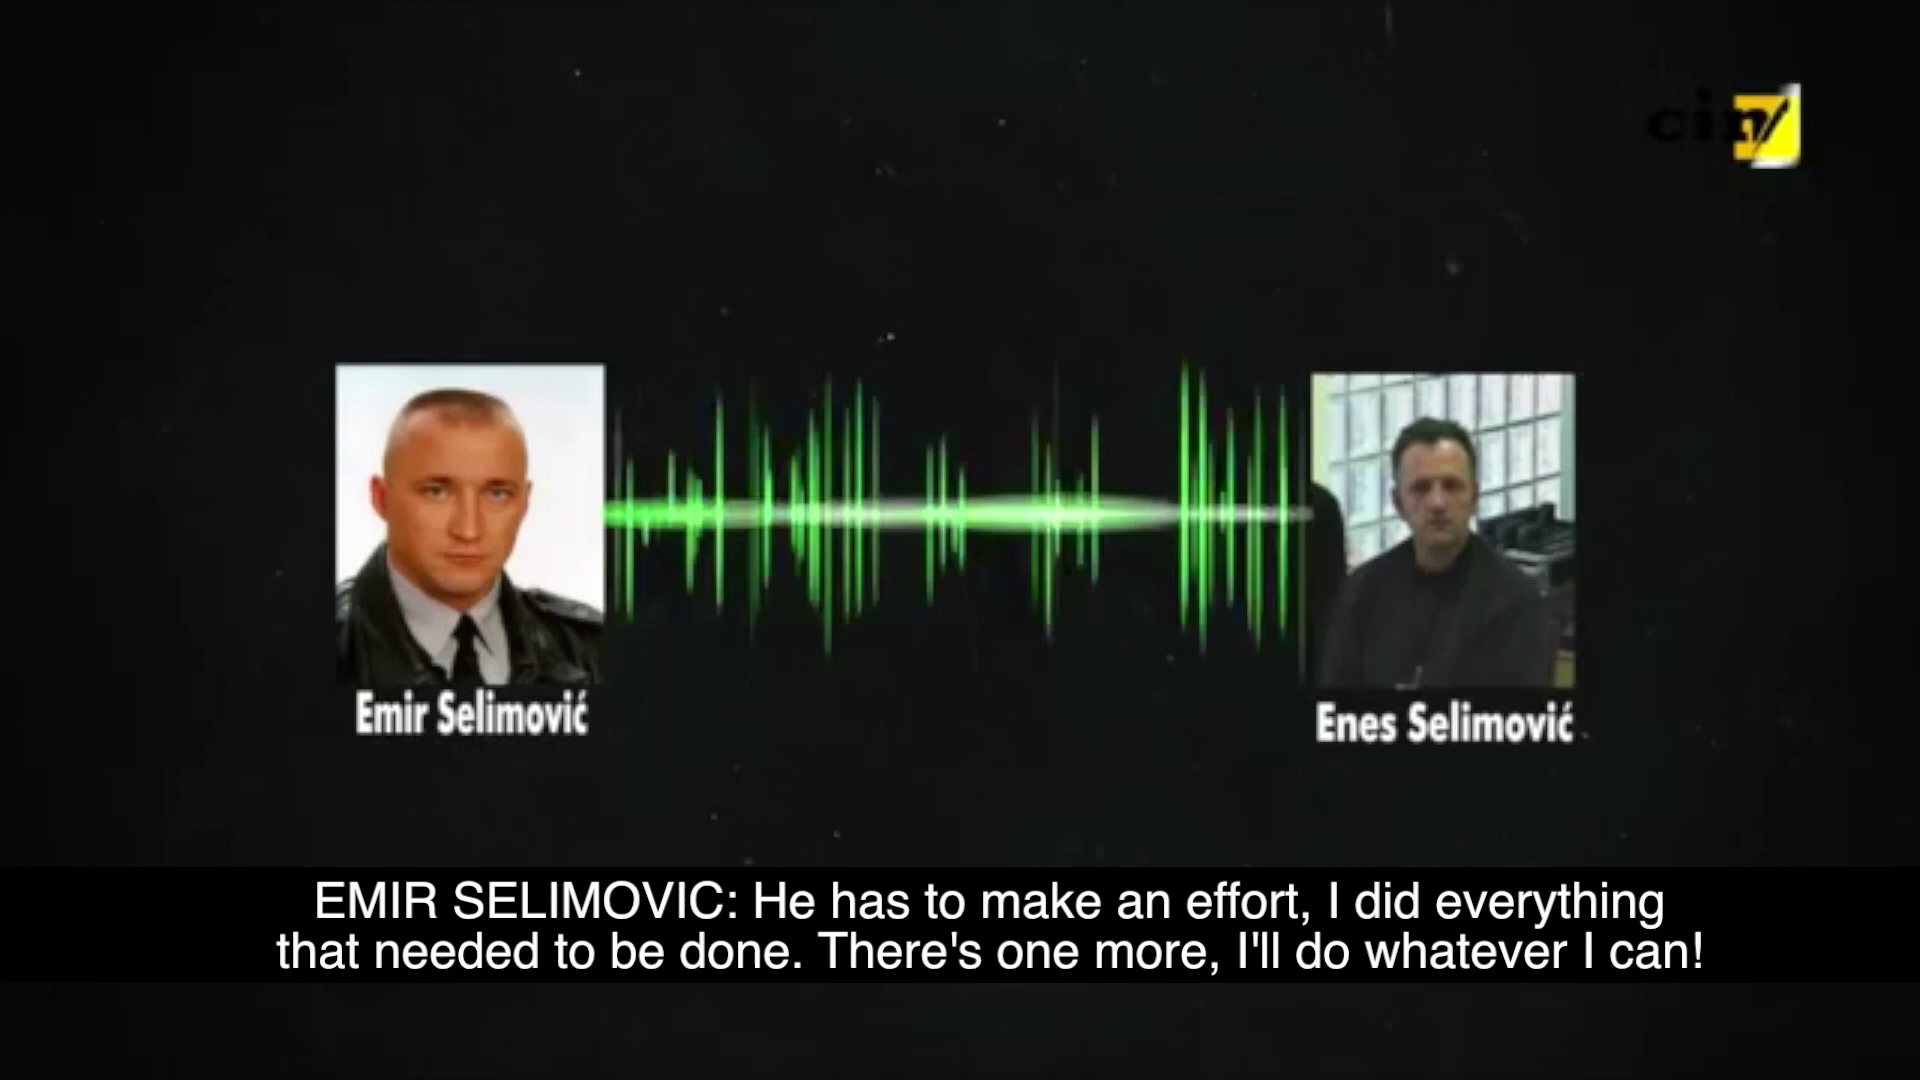 cin
Emir Selimović
Enes Selimović
EMIR SELIMOVIC: He has to make an effort, I did everything
that needed to be done. There's one more, I'll do whatever I can!